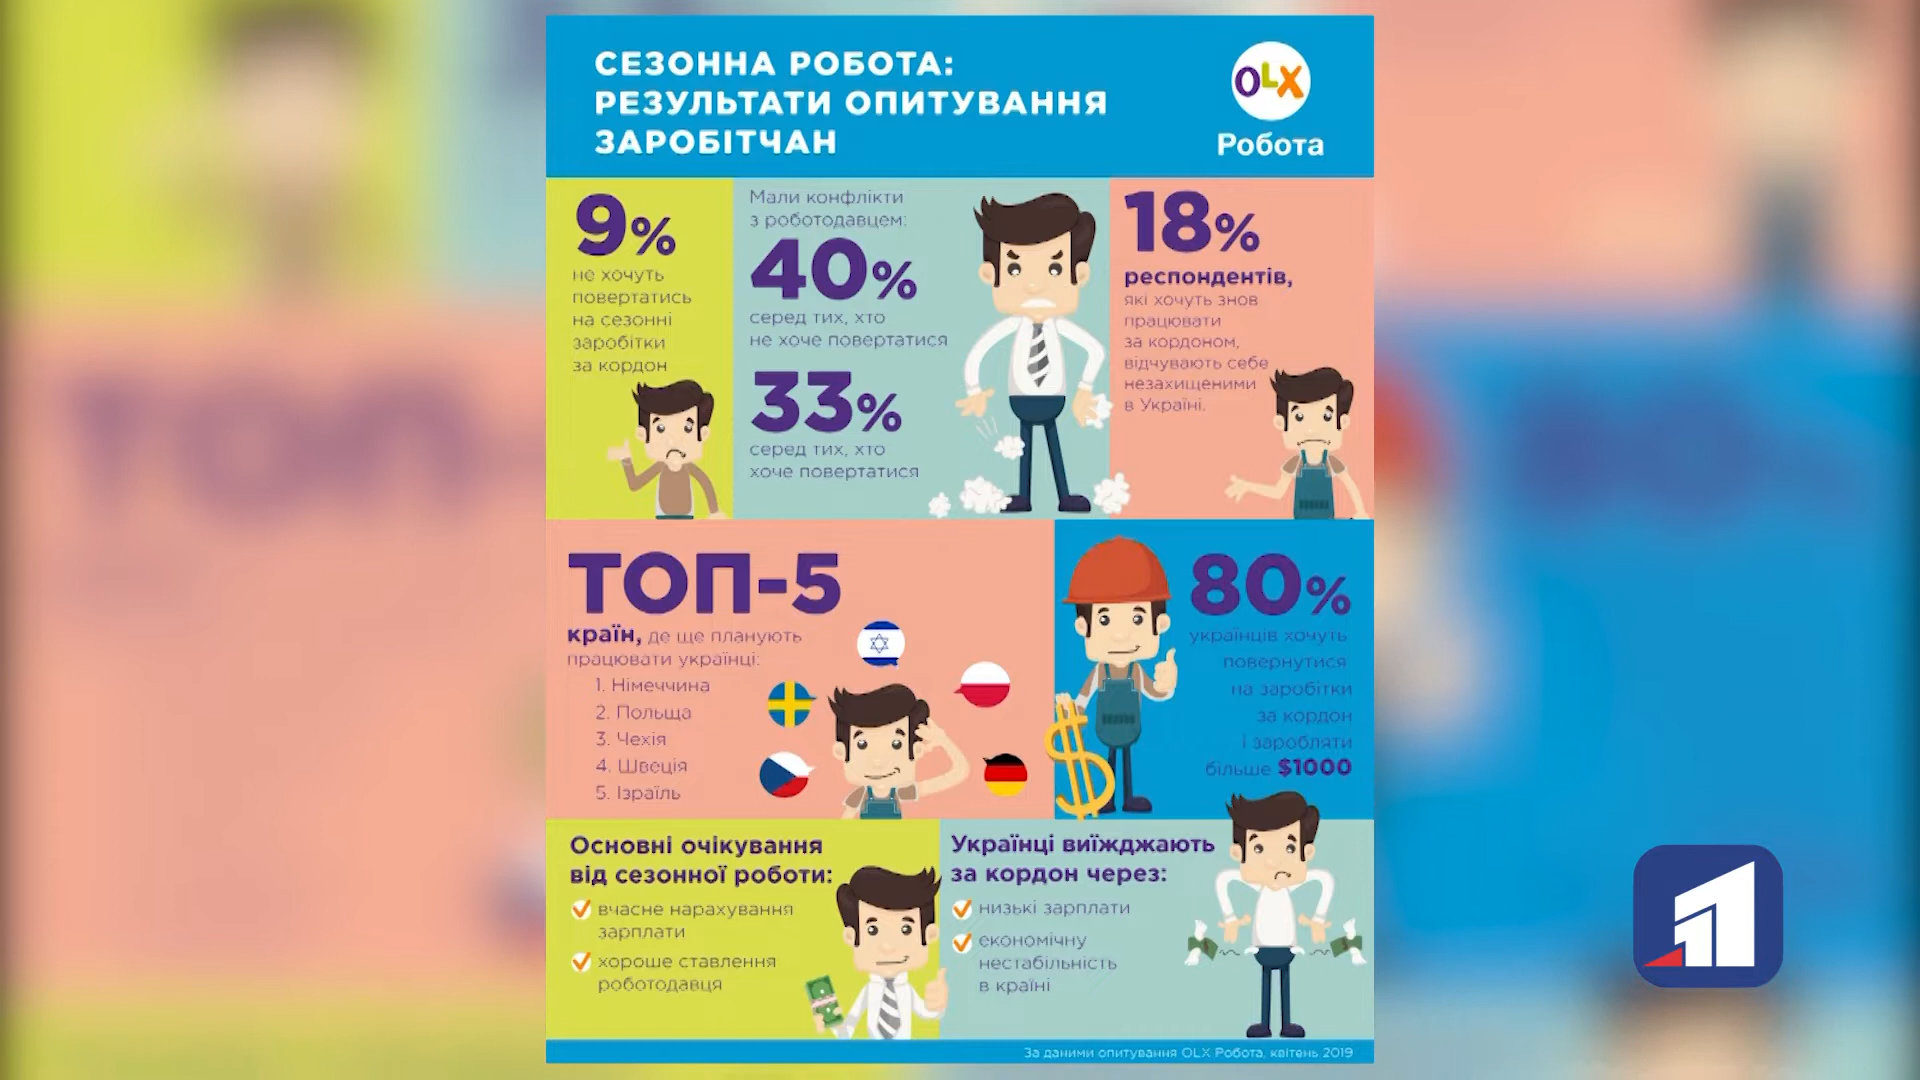 СЕЗОННА РОБОТА:
РЕЗУЛЬТАТИ ОПИТУВАННЯ
ЗАРОБІТЧАН
OLX
Робота
9%
не хочуть
повертатись
на сезонні
заробітки
за кордон
Мали конфлікти
з роботодавцем:
40%
серед тих, хто
не хоче повертатися
33%
серед тих, хто
хоче повертатися
18%
респондентів,
які хочуть знов
працювати
за кордоном,
відчувають себе
незахищеними
в Україні.
ТОП-5
країн, де ще планують
працювати українці:
1. Німеччина
2. Польща
3. Чехія
4. Швеція
5. Ізраїль
80%
українців хочуть
повернутися
на заробітки
за кордон
і заробляти
більше $1000
Основні очікування
від сезонної роботи:
вчасне нарахування
зарплати
хороше ставлення
роботодавця
Українці виїжджають
за кордон через:
низькі зарплати
економічну
нестабільність
в країні
За даними опитування OLX Робота, квітень 2019